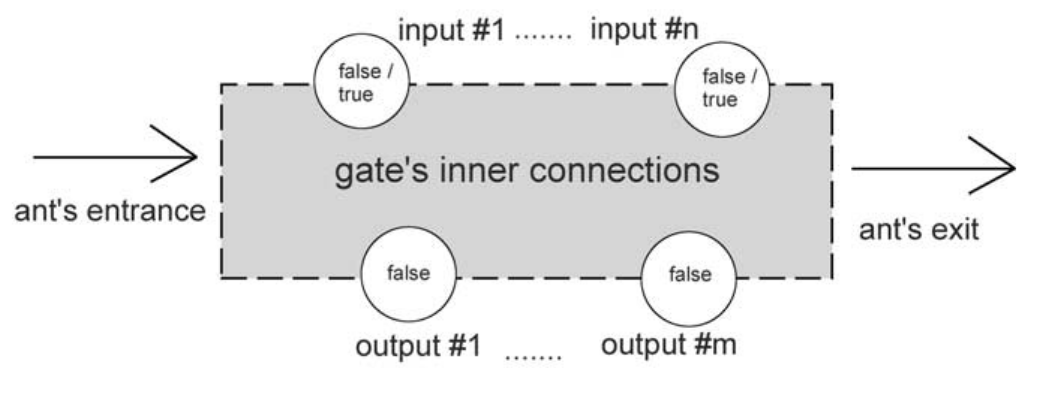 input #1 ....... input #n
false /
true
false /
true
gate's inner connections
ant's entrance
ant's exit
false
false
output #1 ....... output #m